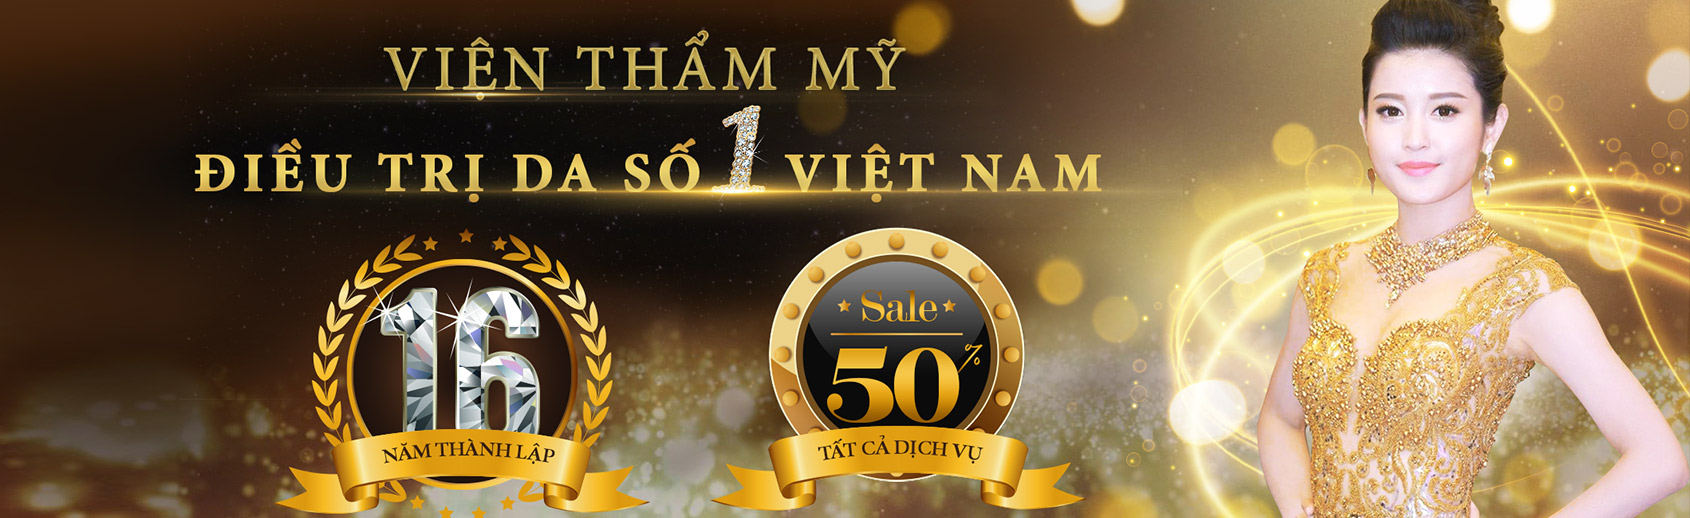 VIỆN THẨM MỸ
ĐIỀU TRỊ DA SỐ 1 VIỆT NAM
16
NĂM THÀNH LẬP
Sale
50%
TẤT CẢ DỊCH VỤ